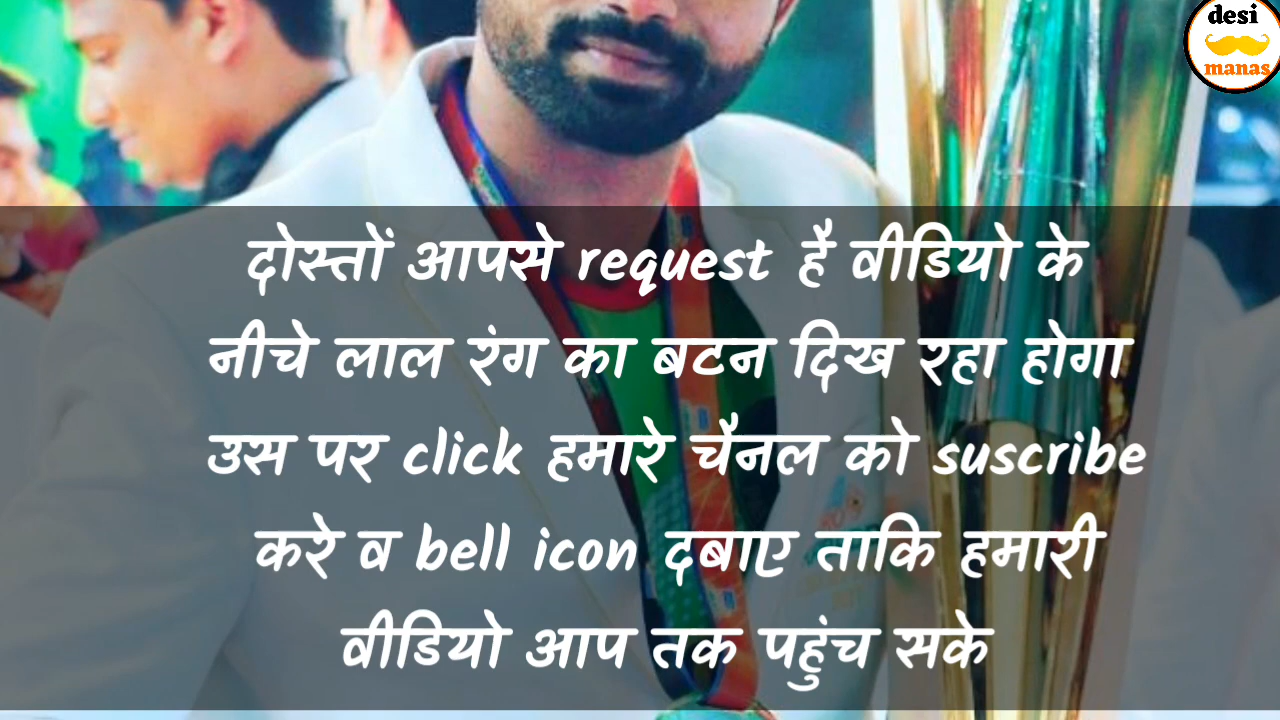 desi
manas
दोस्तों आपसे request है वीडियो के
नीचे लाल रंग का बटन दिख रहा होगा
उस पर click हमारे चैनल को suscribe
करे व bell icon दबाए ताकि हमारी
वीडियो आप तक पहुंच सके